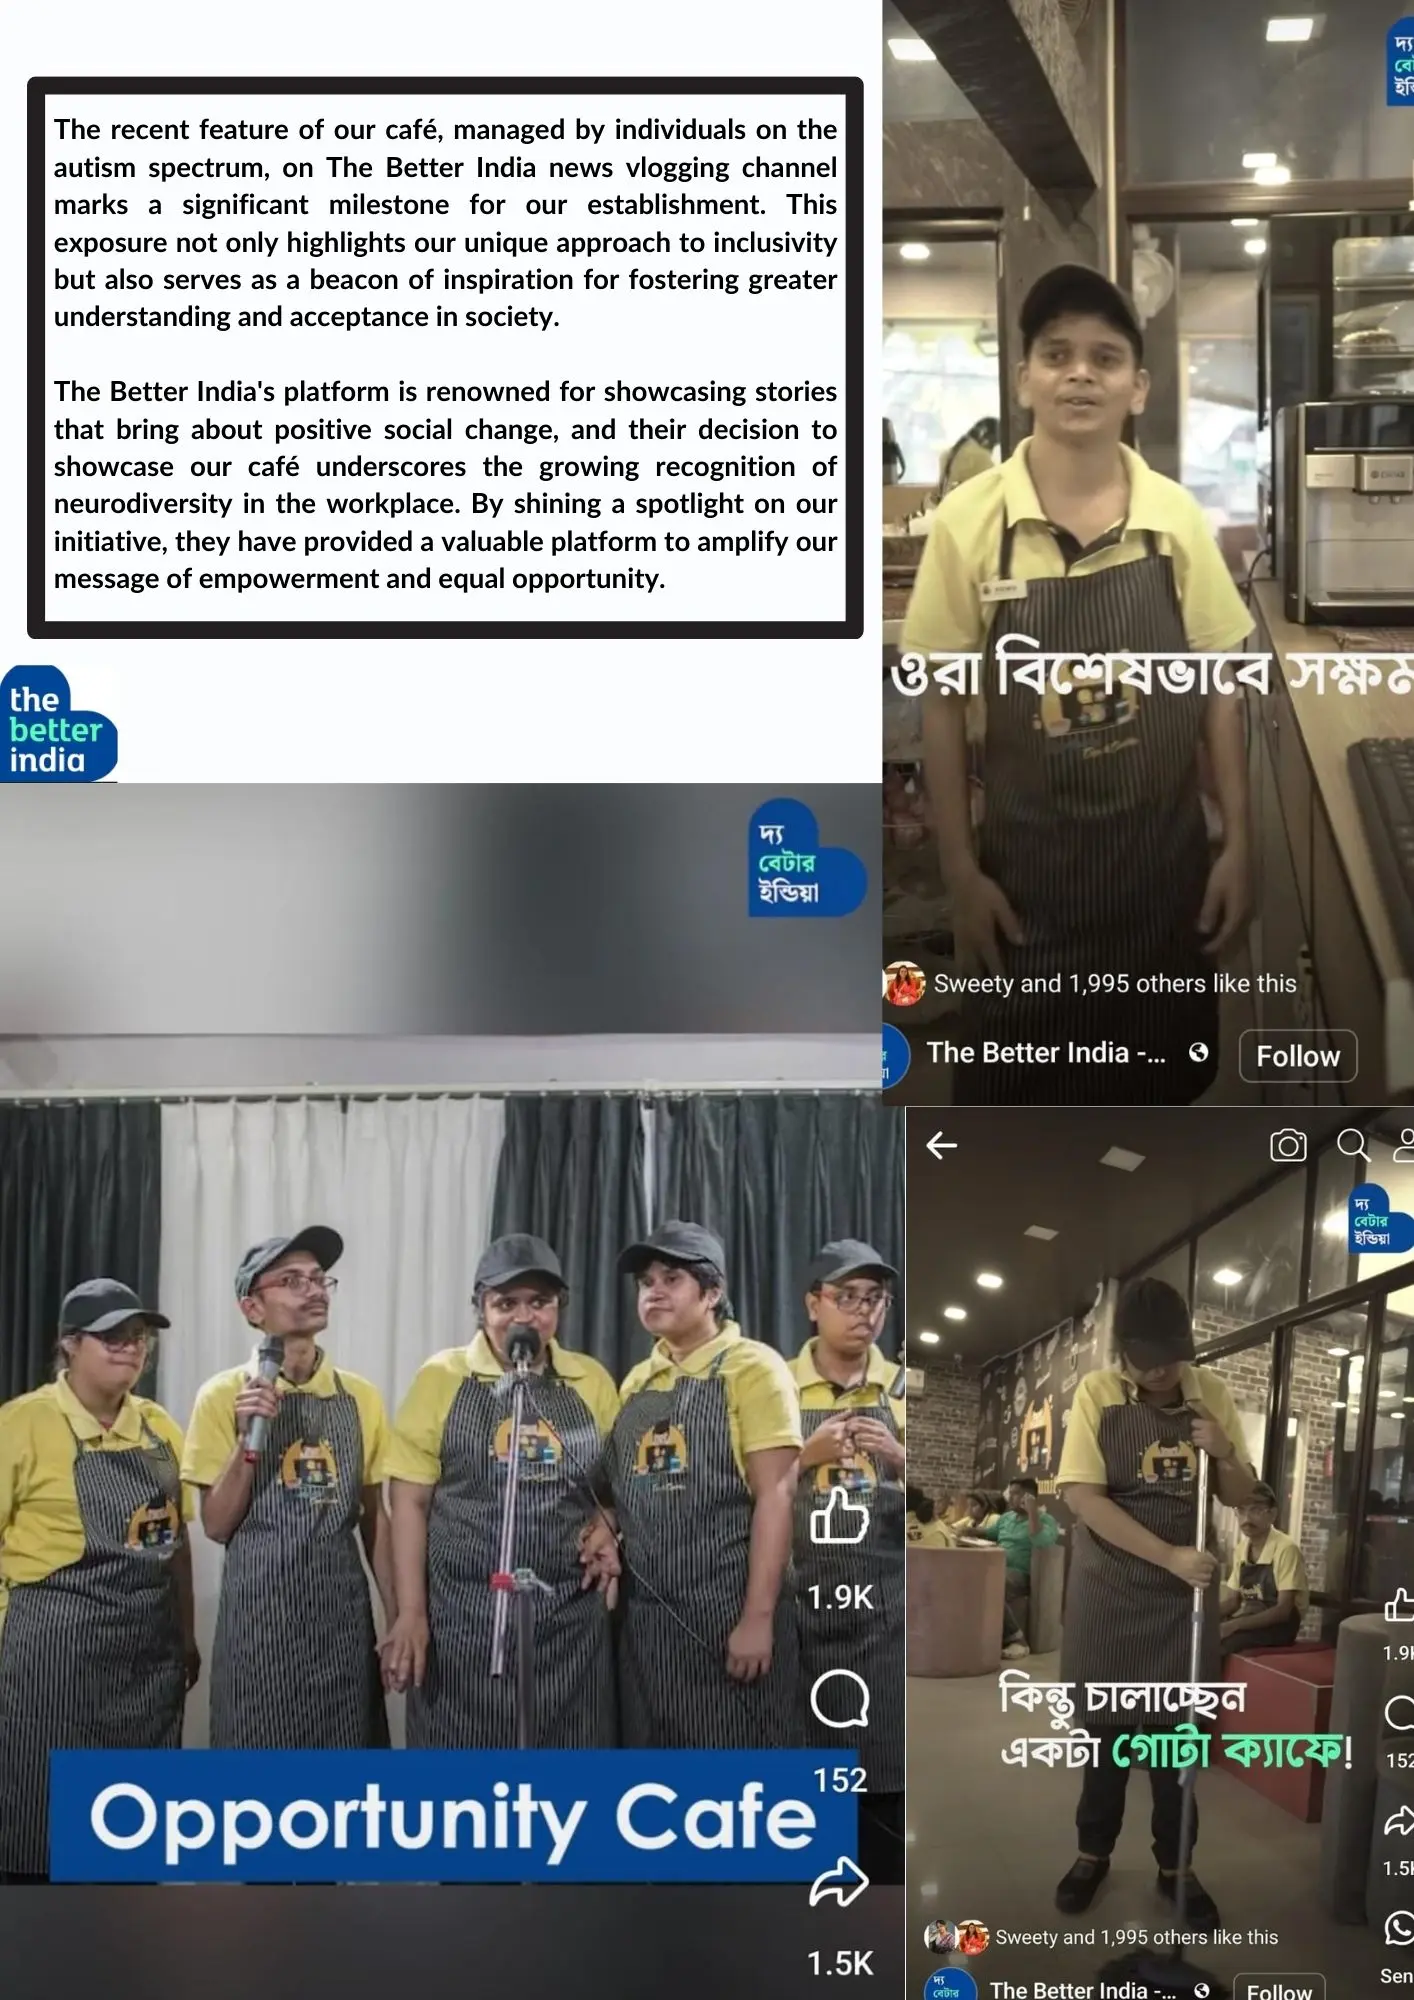 The recent feature of our café, managed by individuals on the
autism spectrum, on The Better India news vlogging channel
marks a significant milestone for our establishment. This
exposure not only highlights our unique approach to inclusivity
but also serves as a beacon of inspiration for fostering greater
understanding and acceptance in society.
The Better India's platform is renowned for showcasing stories
that bring about positive social change, and their decision to
showcase our café underscores the growing recognition of
neurodiversity in the workplace. By shining a spotlight on our
initiative, they have provided a valuable platform to amplify our
message of empowerment and equal opportunity.
the
better
india
ওরা বিশেষভাবে সক্ষম
Sweety and 1,995 others like this
The Better India -...
Follow
দ্য
বেটার
ইন্ডিয়া
1.9K
152
Opportunity Cafe
1.5K
দ্য
বেটার
ইন্ডিয়া
কিন্তু চালাচ্ছেন
একটা গোটা ক্যাফে!
1.9K
152
1.5K
Sweety and 1,995 others like this
দ্য
বেটার
The Better India -...
Follow